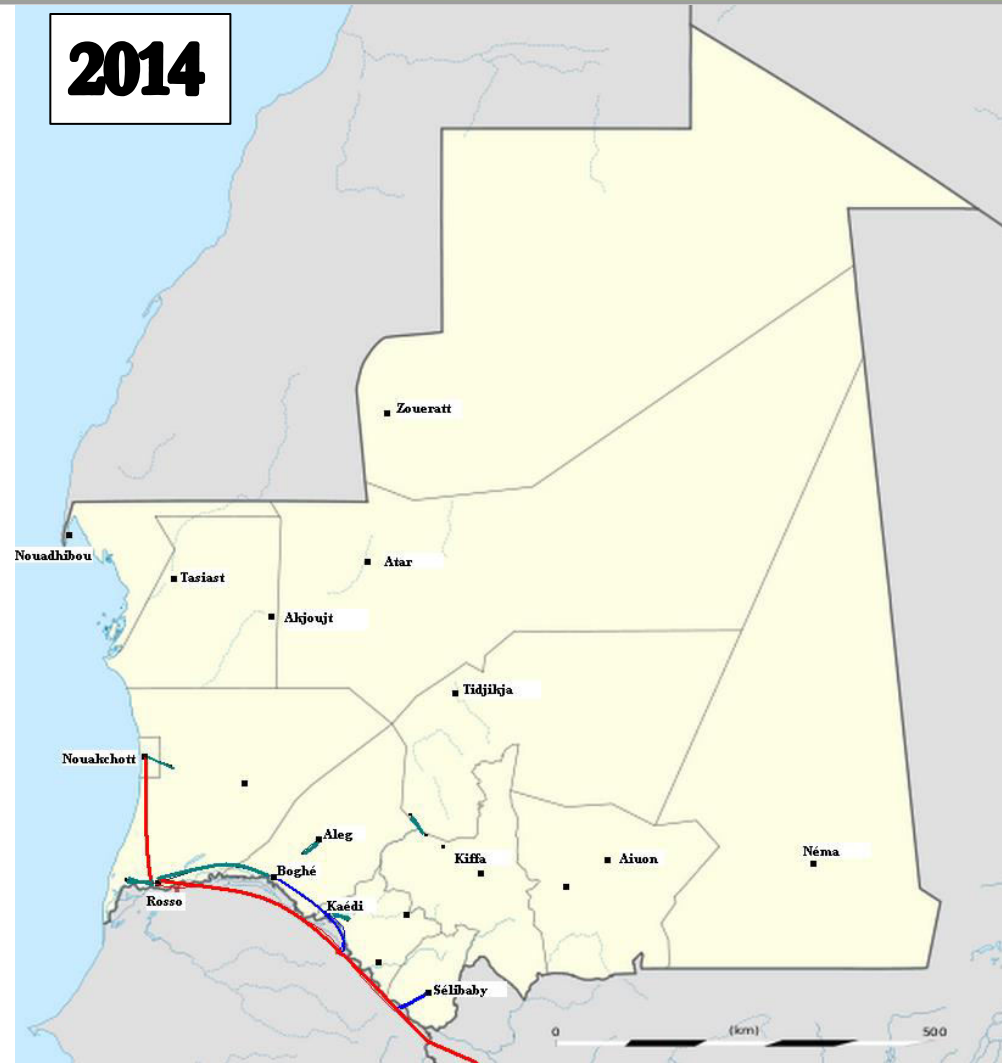 2014
Zoueratt
Nouadhibou
Atar
Tasiast
Akjoujt
Tidjikja
Nouakchott
Aleg
Néma
Kiffa
Aiuon
Boghé
Rosso
Kaédi
Sélibaby
0 (km) 500